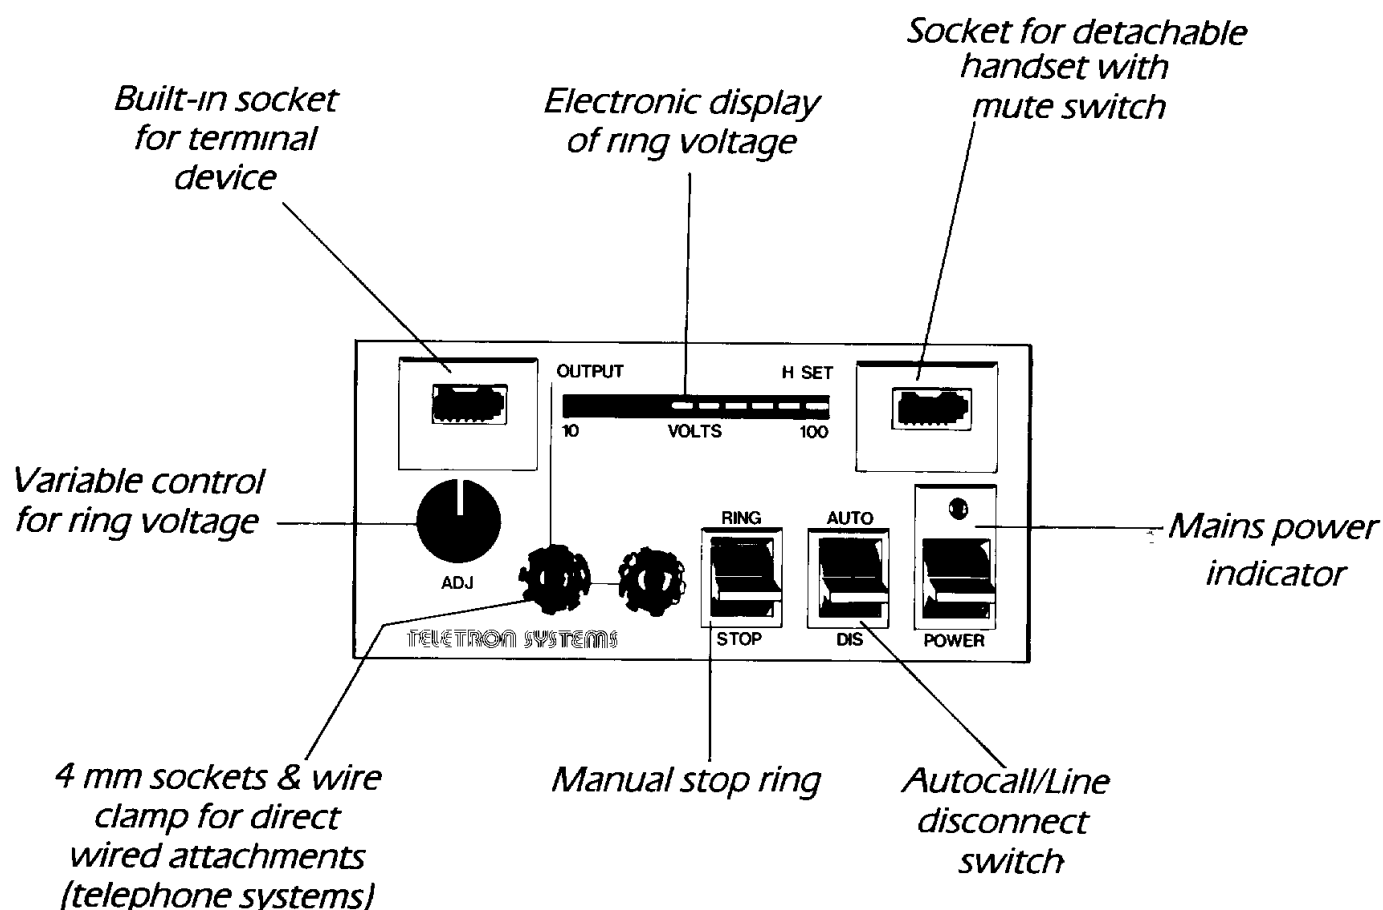 Socket for detachable
handset with
mute switch
Built-in socket
for terminal
device
Electronic display
of ring voltage
OUTPUT
H SET
10
VOLTS
100
Variable control
for ring voltage
ADJ
RING
AUTO
Mains power
indicator
STOP
DIS
POWER
TELETRON SYSTEMS
4 mm sockets & wire
clamp for direct
wired attachments
(telephone systems)
Manual stop ring
Autocall/Line
disconnect
switch